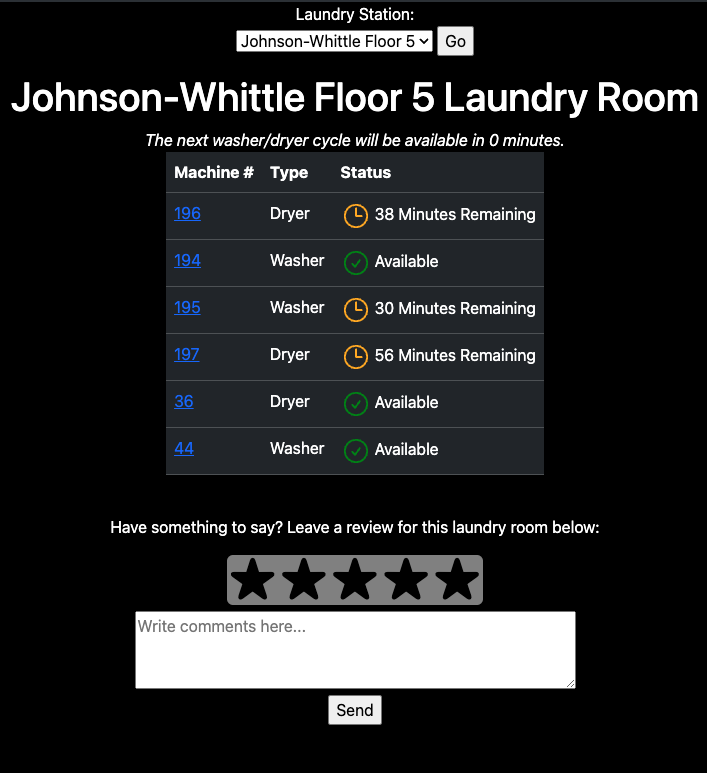 Laundry Station:
Johnson-Whittle Floor 5 Go
Johnson-Whittle Floor 5 Laundry Room
The next washer/dryer cycle will be available in 0 minutes.
Machine # Type Status
196 Dryer 38 Minutes Remaining
194 Washer Available
195 Washer 30 Minutes Remaining
197 Dryer 56 Minutes Remaining
36 Dryer Available
44 Washer Available
Have something to say? Leave a review for this laundry room below:
Write comments here...
Send